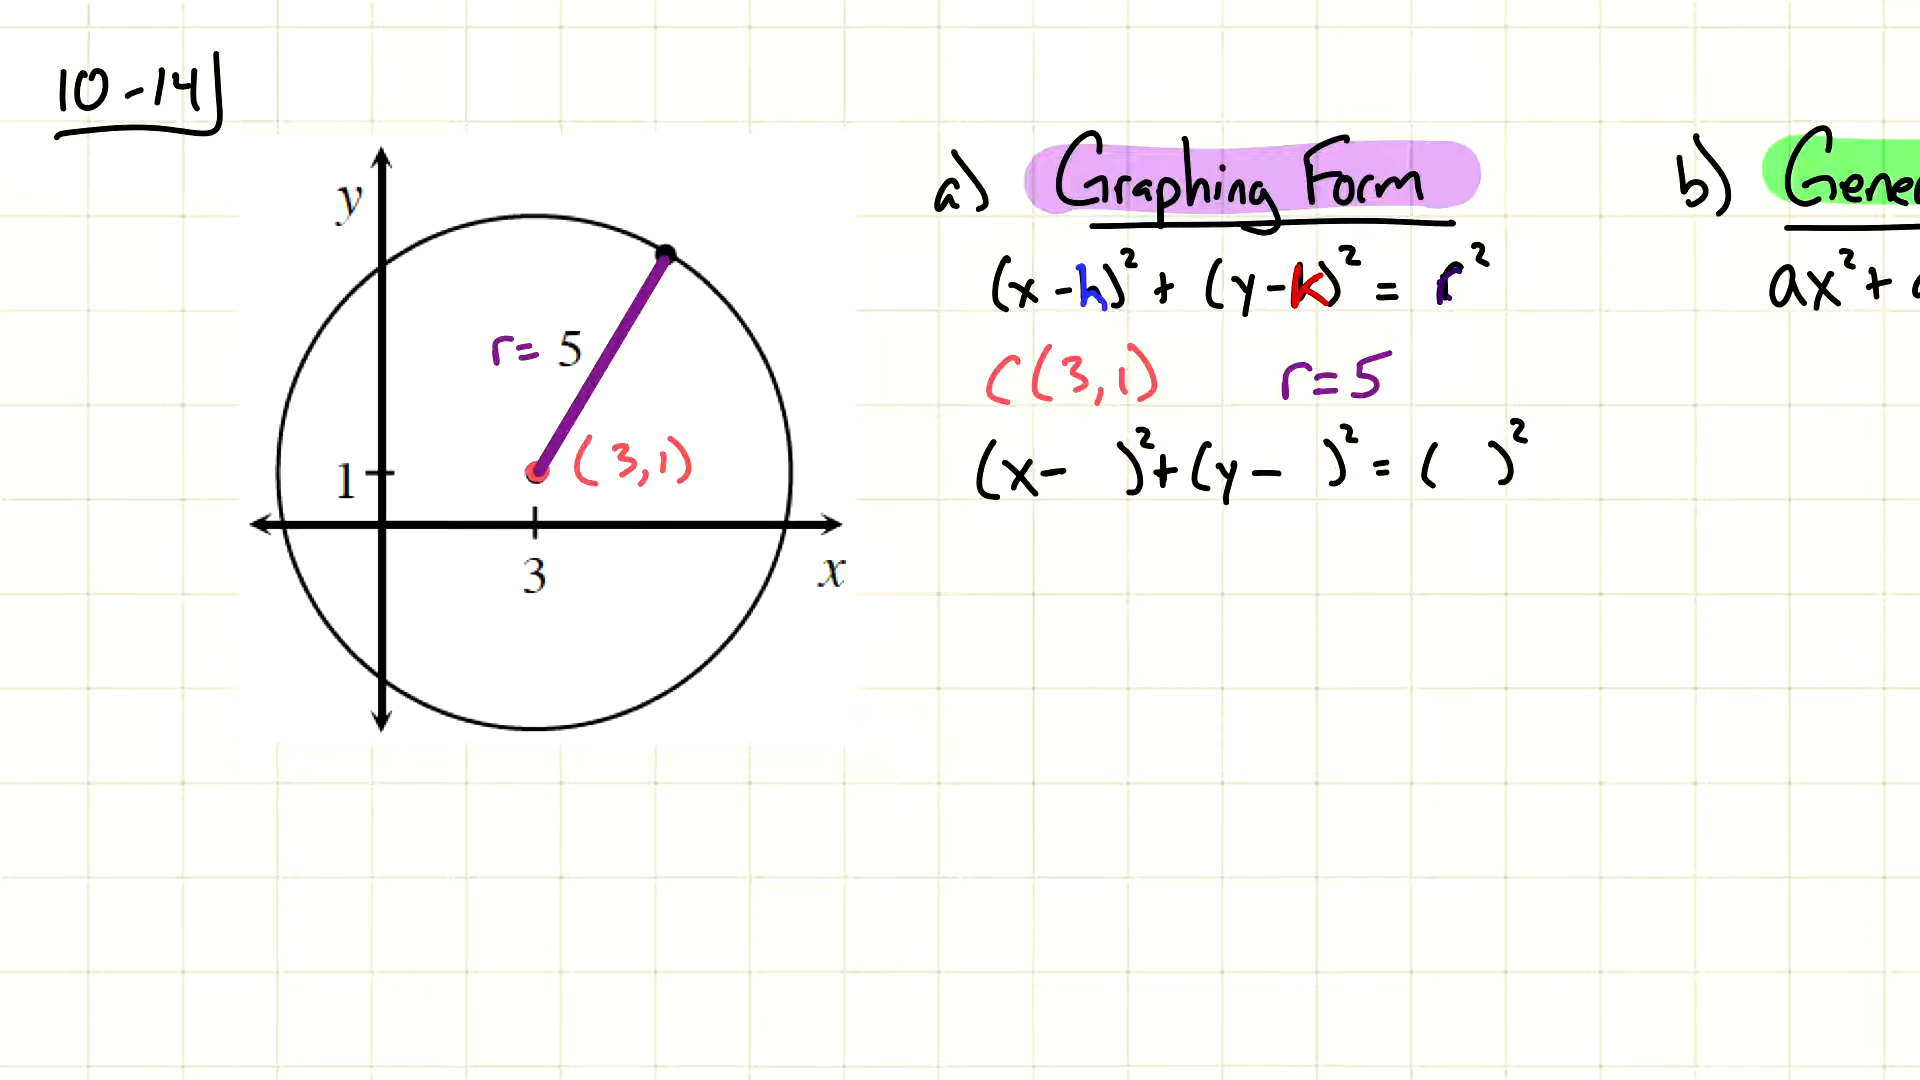 10-14
y
r= 5
(3,1)
1
3
x
a) Graphing Form
(x-h)²+(y-k)² = r²
C(3,1) r=5
(x- )²+(y- )² = ( )²
b) Gener
ax²+